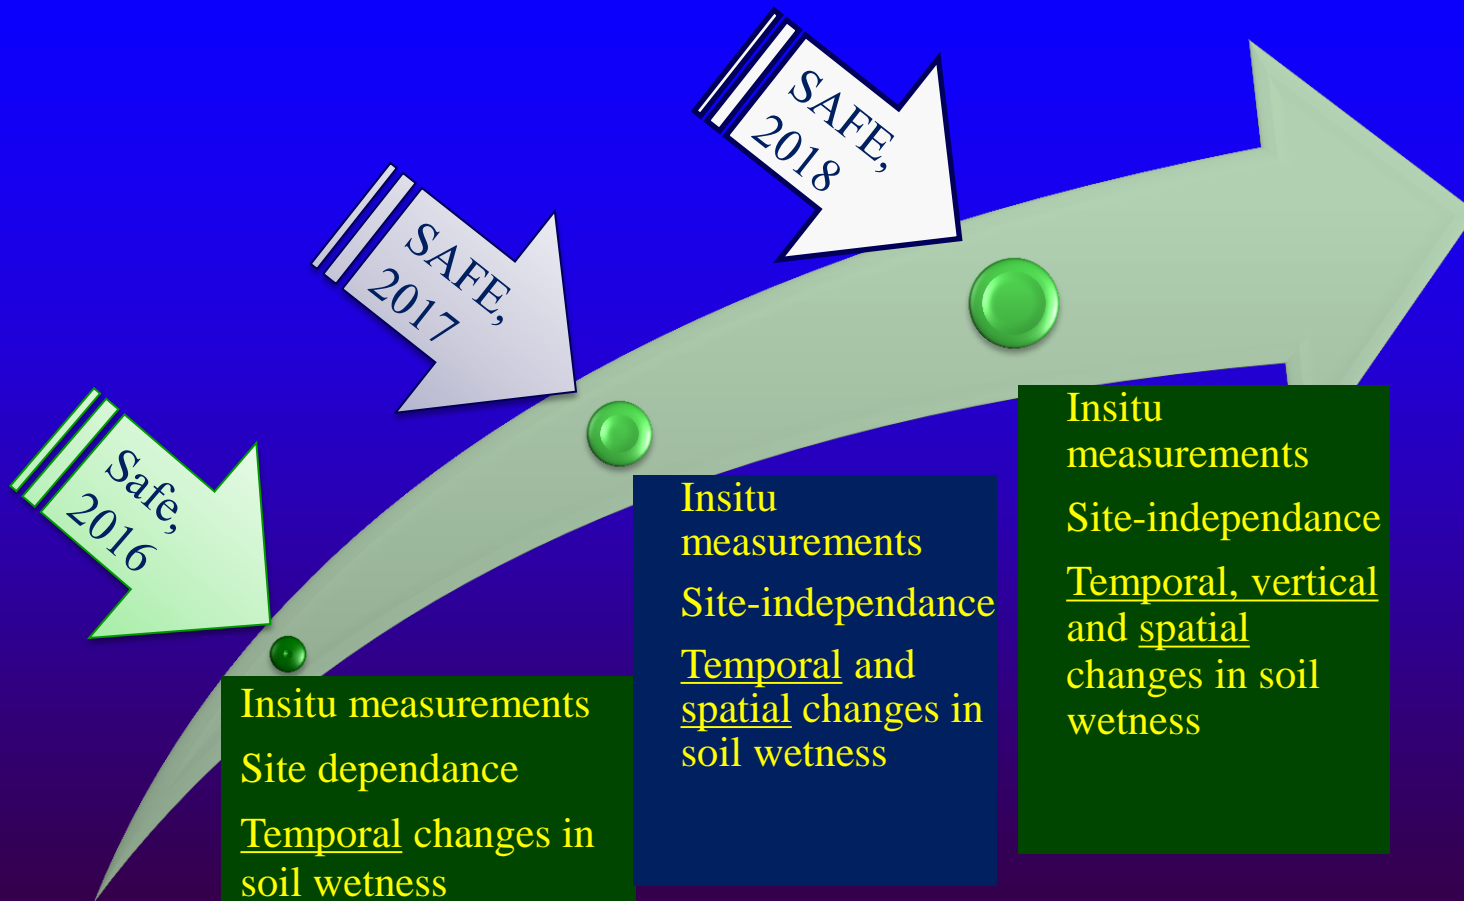 Safe,
2016
Insitu measurements
Site dependance
Temporal changes in
soil wetness
SAFE,
2017
Insitu
measurements
Site-independance
Temporal and
spatial changes in
soil wetness
SAFE,
2018
Insitu
measurements
Site-independance
Temporal, vertical
and spatial
changes in soil
wetness